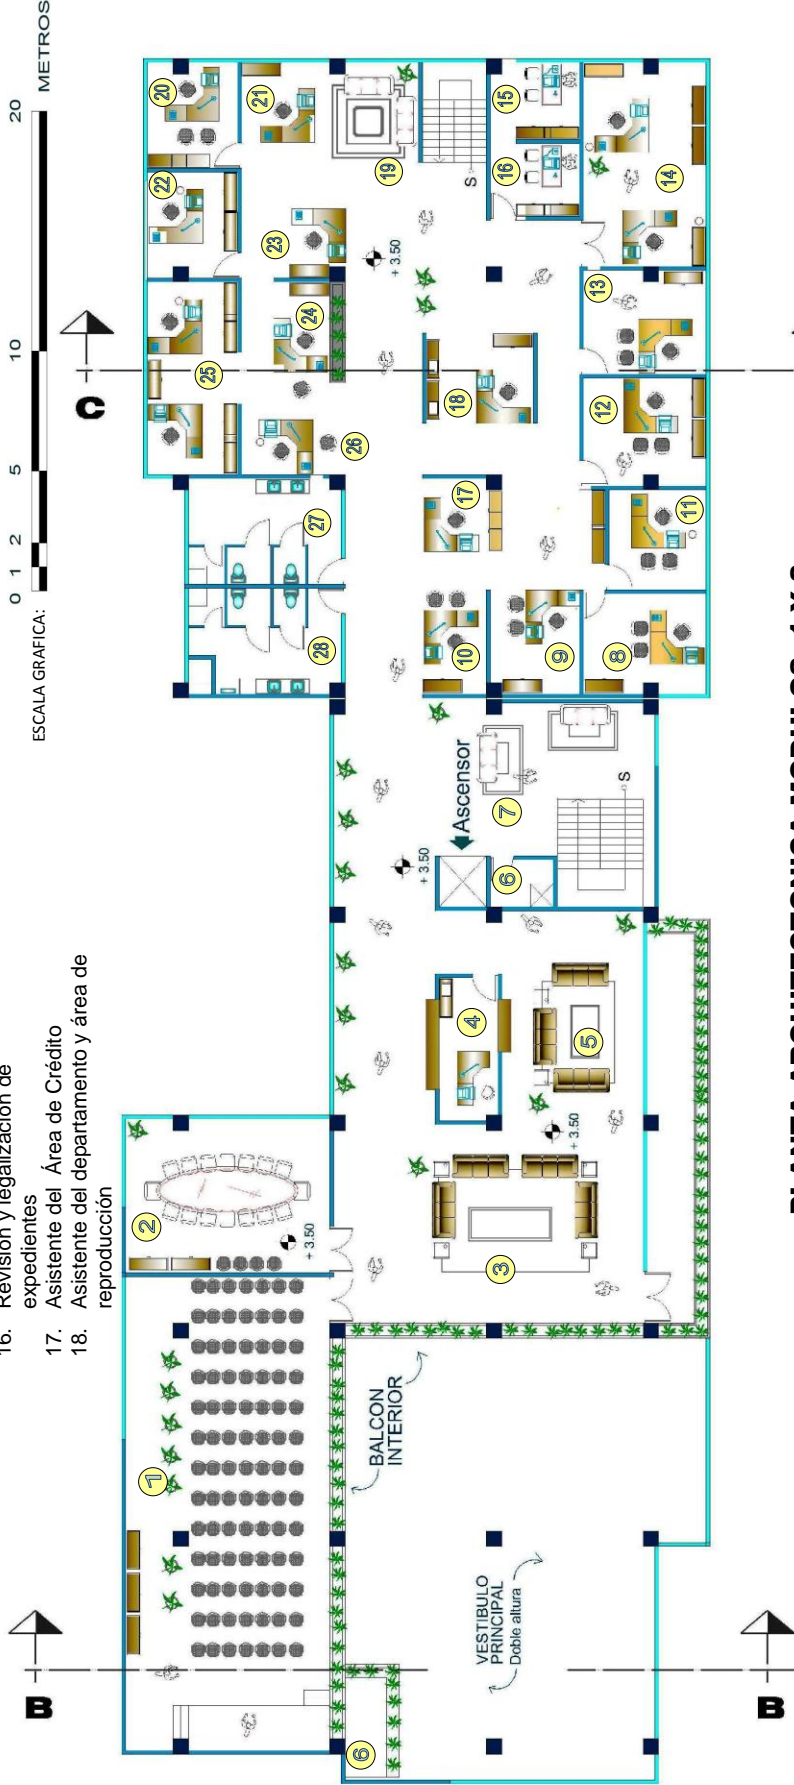 16. Revisión y legalización de
expedientes
17. Asistente del Área de Crédito
18. Asistente del departamento y área de
reproducción
0 1 2 5 10 20
METROS
ESCALA GRAFICA:
B
C
1
2
+ 3.50
20
22
25
21
23
24
26
27
28
19
6
BALCON
INTERIOR
3
4
5
+ 3.50
+ 3.50
Ascensor
6
7
S
+ 3.50
S
18
17
10
9
8
11
12
13
14
15
16
VESTIBULO
PRINCIPAL
Doble altura
B
PLANTA ARQUITECTONICA MODULOS